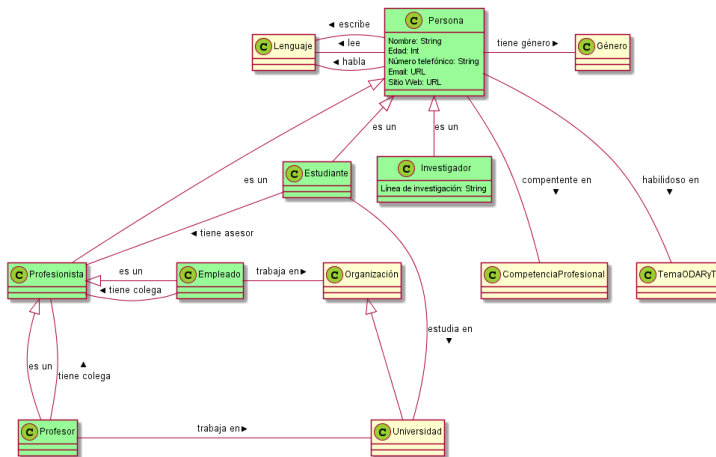 ◄ escribe
C Persona
C Lenguaje
◄ lee
Nombre: String
Edad: Int
Número telefónico: String
Email: URL
Sitio Web: URL
tiene género ►
C Género
◄ habla
es un
es un
C Estudiante
C Investigador
Línea de investigación: String
es un
compentente en
▼
habilidoso en
▼
◄ tiene asesor
C Profesionista
es un
◄ tiene colega
C Empleado
trabaja en ►
C Organización
C CompetenciaProfesional
C TemaODARyT
estudia en
▼
es un
▲
tiene colega
C Profesor
trabaja en ►
C Universidad